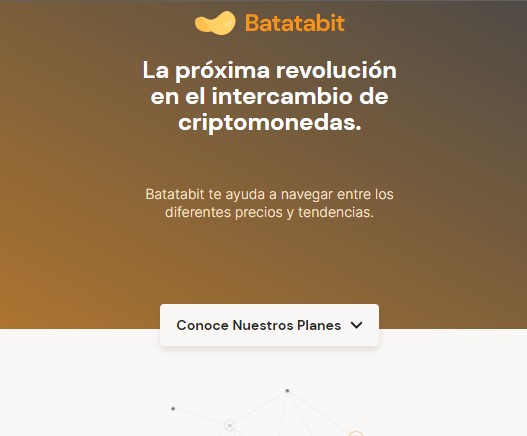 Batatabit
La próxima revolución
en el intercambio de
criptomonedas.
Batatabit te ayuda a navegar entre los
diferentes precios y tendencias.
Conoce Nuestros Planes